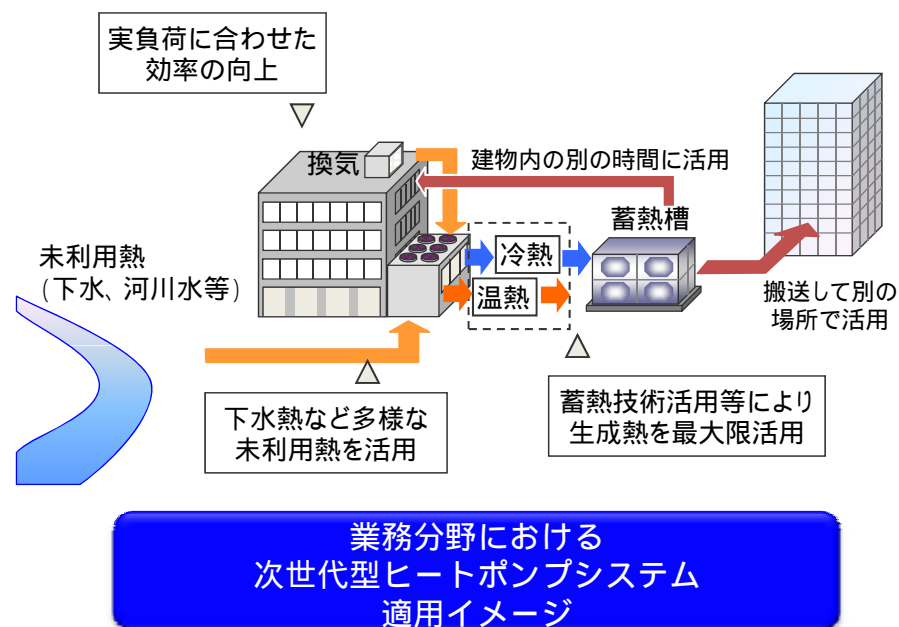 実負荷に合わせた
効率の向上
換気
建物内の別の時間に活用
蓄熱槽
未利用熱
(下水、河川水等)
冷熱
温熱
搬送して別の
場所で活用
下水熱など多様な
未利用熱を活用
蓄熱技術活用等により
生成熱を最大限活用
業務分野における
次世代型ヒートポンプシステム
適用イメージ